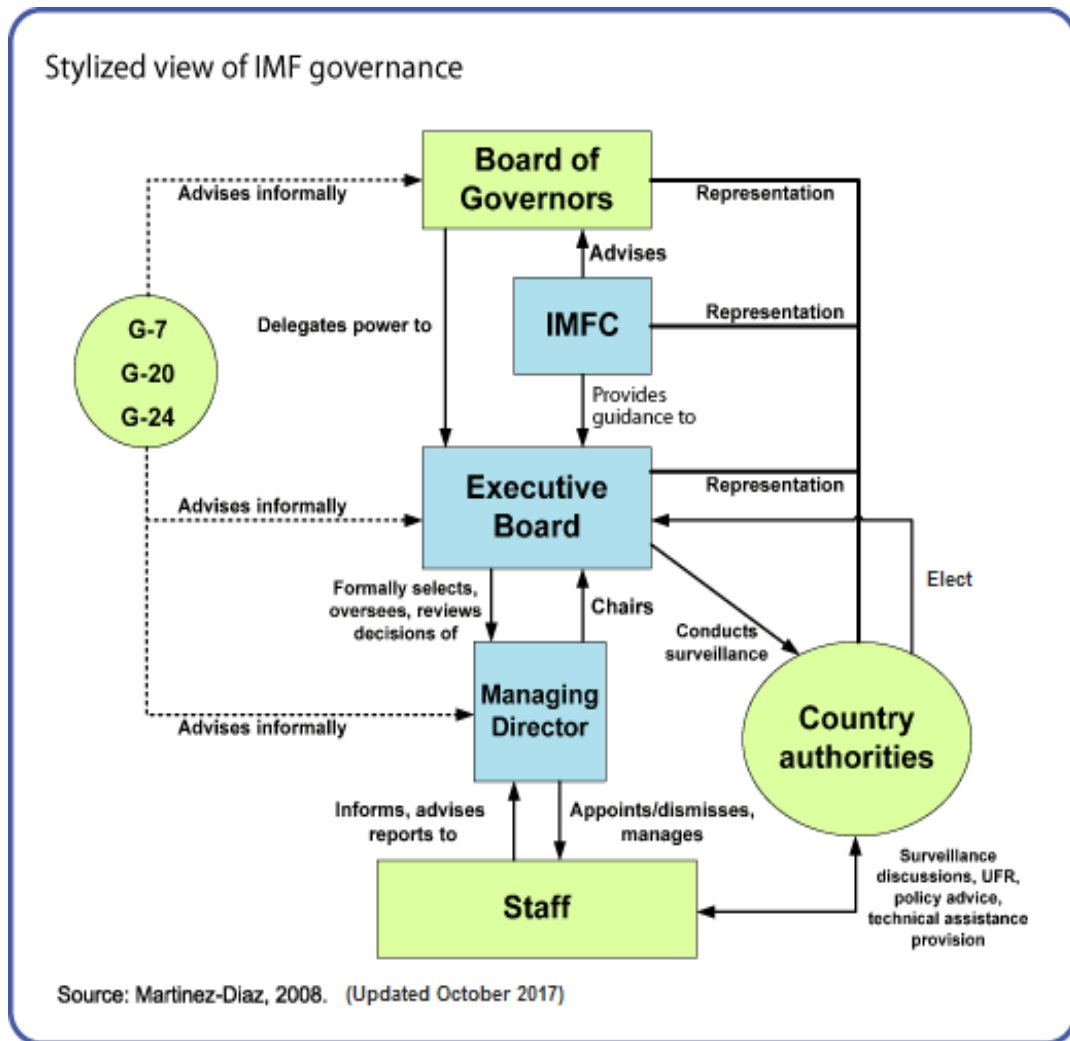 Stylized view of IMF governance
Board of
Governors
Advises informally
Representation
Advises
IMFC
Representation
G-7
G-20
G-24
Delegates power to
Provides
guidance to
Executive
Board
Representation
Advises informally
Elect
Formally selects,
oversees, reviews
decisions of
Chairs
Conducts
surveillance
Managing
Director
Country
authorities
Advises informally
Informs, advises
reports to
Appoints/dismisses,
manages
Staff
Surveillance
discussions, UFR,
policy advice,
technical assistance
provision
Source: Martinez-Diaz, 2008. (Updated October 2017)